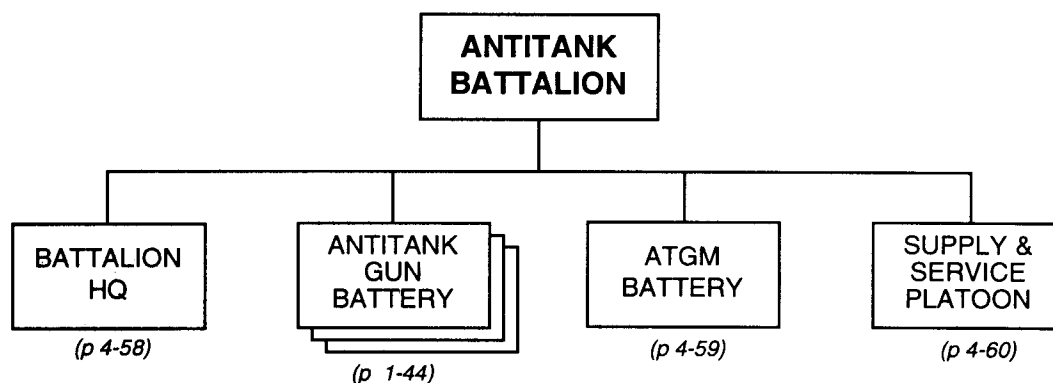 ANTITANK
BATTALION
BATTALION
HQ
(p 4-58)
ANTITANK
GUN
BATTERY
(p 1-44)
ATGM
BATTERY
(p 4-59)
SUPPLY &
SERVICE
PLATOON
(p 4-60)